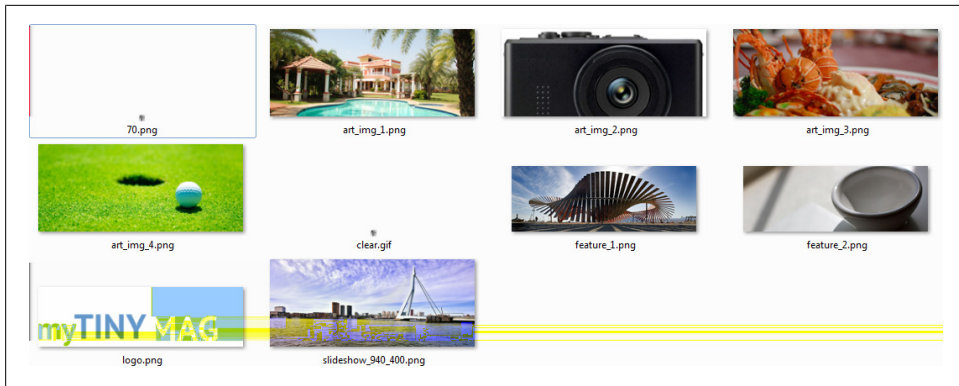 70.png
art_img_1.png
art_img_2.png
art_img_3.png
art_img_4.png
clear.gif
feature_1.png
feature_2.png
myTINY MAG
logo.png
slideshow_940_400.png